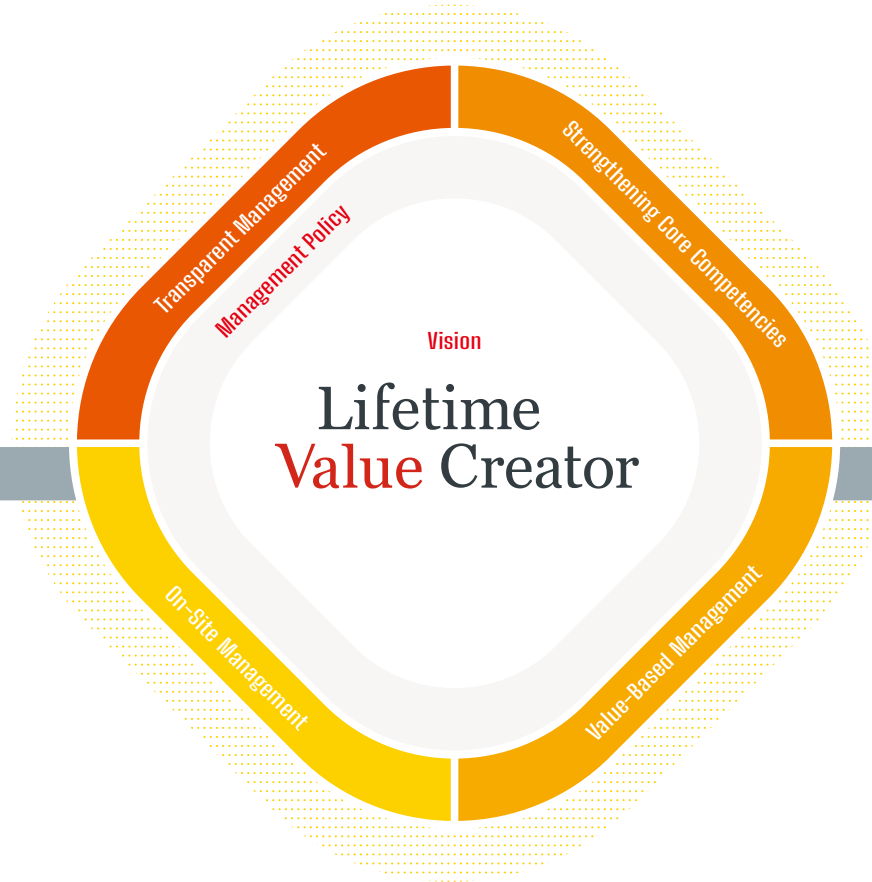 Transparent Management
Strengthening Core Competencies
Management Policy
Vision
Lifetime
Value Creator
On-Site Management
Value-Based Management